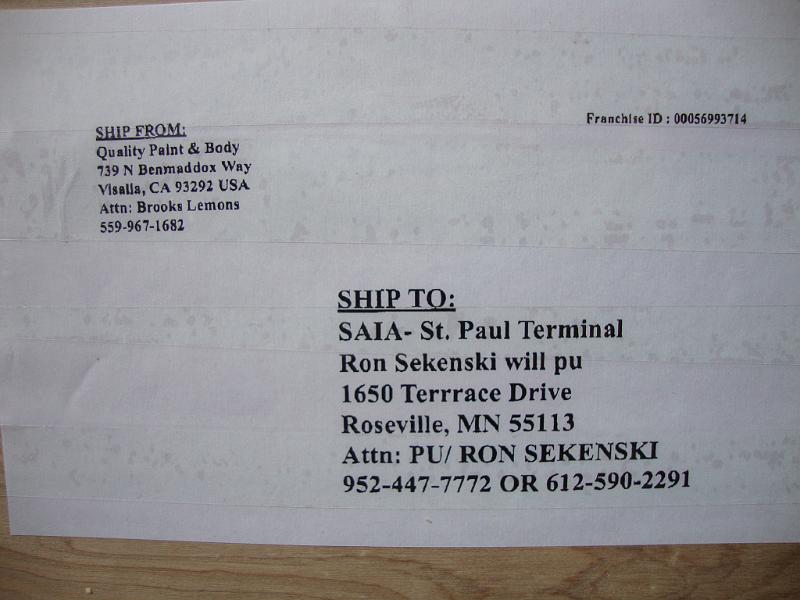 Franchise ID : 00056993714
SHIP FROM:
Quality Paint & Body
739 N Benmaddox Way
Visalia, CA 93292 USA
Attn: Brooks Lemons
559-967-1682
SHIP TO:
SAIA- St. Paul Terminal
Ron Sekenski will pu
1650 Terrrace Drive
Roseville, MN 55113
Attn: PU/ RON SEKENSKI
952-447-7772 OR 612-590-2291